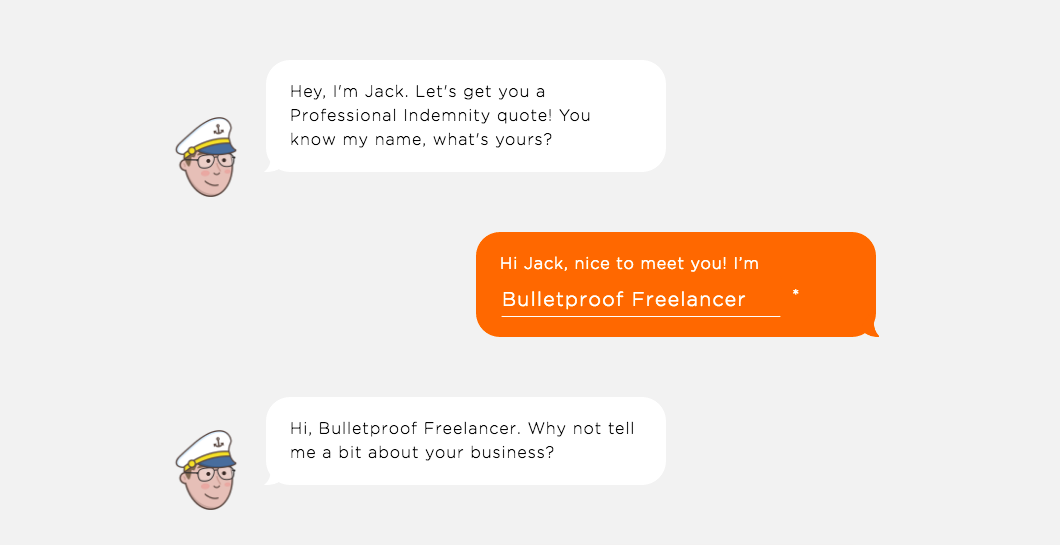 Hey, I'm Jack. Let's get you a
Professional Indemnity quote! You
know my name, what's yours?
Hi Jack, nice to meet you! I’m
Bulletproof Freelancer *
Hi, Bulletproof Freelancer. Why not tell
me a bit about your business?